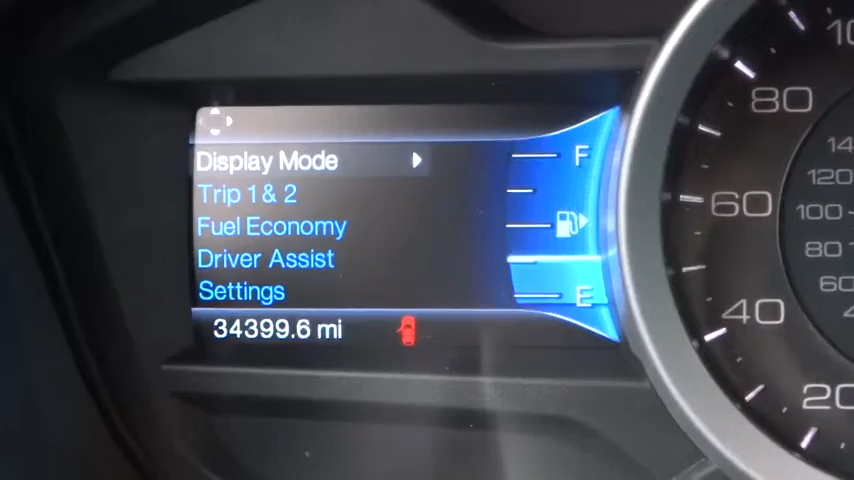 Display Mode
Trip 1 & 2
Fuel Economy
Driver Assist
Settings
34399.6 mi
F
E
80
60
40
20
120
100
80